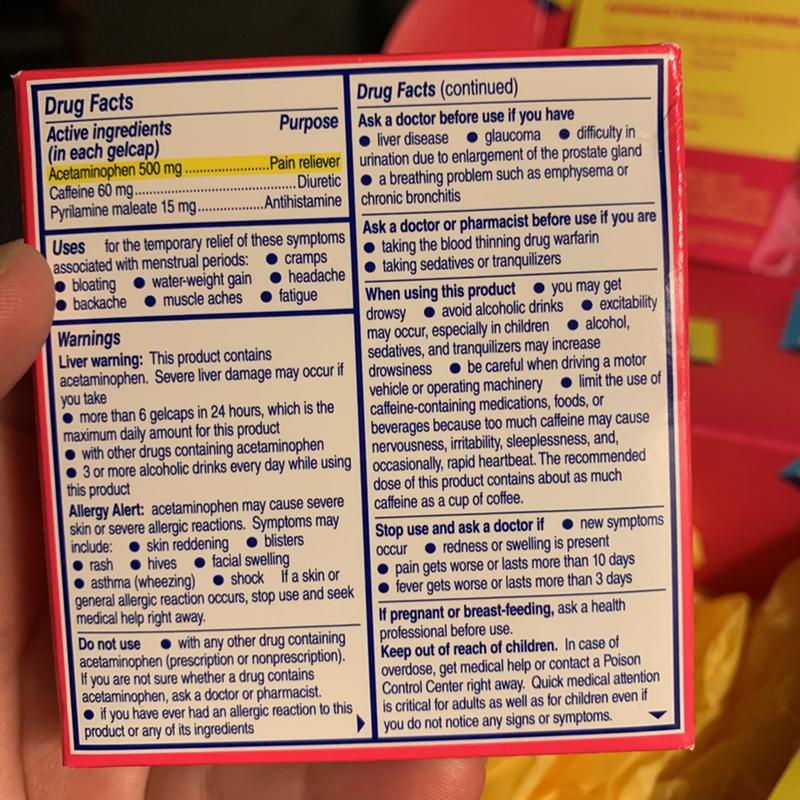 Drug Facts
Active ingredients Purpose
(in each gelcap)
Acetaminophen 500 mg ........................Pain reliever
Caffeine 60 mg................................................Diuretic
Pyrilamine maleate 15 mg...................Antihistamine
Uses for the temporary relief of these symptoms
associated with menstrual periods: ● cramps
● bloating ● water-weight gain ● headache
● backache ● muscle aches ● fatigue
Warnings
Liver warning: This product contains
acetaminophen. Severe liver damage may occur if
you take
● more than 6 gelcaps in 24 hours, which is the
maximum daily amount for this product
● with other drugs containing acetaminophen
● 3 or more alcoholic drinks every day while using
this product
Allergy Alert: acetaminophen may cause severe
skin or severe allergic reactions. Symptoms may
include: ● skin reddening ● blisters
● rash ● hives ● facial swelling
● asthma (wheezing) ● shock If a skin or
general allergic reaction occurs, stop use and seek
medical help right away.
Do not use ● with any other drug containing
acetaminophen (prescription or nonprescription).
If you are not sure whether a drug contains
acetaminophen, ask a doctor or pharmacist.
● if you have ever had an allergic reaction to this
product or any of its ingredients
Drug Facts (continued)
Ask a doctor before use if you have
● liver disease ● glaucoma ● difficulty in
urination due to enlargement of the prostate gland
● a breathing problem such as emphysema or
chronic bronchitis
Ask a doctor or pharmacist before use if you are
● taking the blood thinning drug warfarin
● taking sedatives or tranquilizers
When using this product ● you may get
drowsy ● avoid alcoholic drinks ● excitability
may occur, especially in children ● alcohol,
sedatives, and tranquilizers may increase
drowsiness ● be careful when driving a motor
vehicle or operating machinery ● limit the use of
caffeine-containing medications, foods, or
beverages because too much caffeine may cause
nervousness, irritability, sleeplessness, and,
occasionally, rapid heartbeat. The recommended
dose of this product contains about as much
caffeine as a cup of coffee.
Stop use and ask a doctor if ● new symptoms
occur ● redness or swelling is present
● pain gets worse or lasts more than 10 days
● fever gets worse or lasts more than 3 days
If pregnant or breast-feeding, ask a health
professional before use.
Keep out of reach of children. In case of
overdose, get medical help or contact a Poison
Control Center right away. Quick medical attention
is critical for adults as well as for children even if
you do not notice any signs or symptoms.